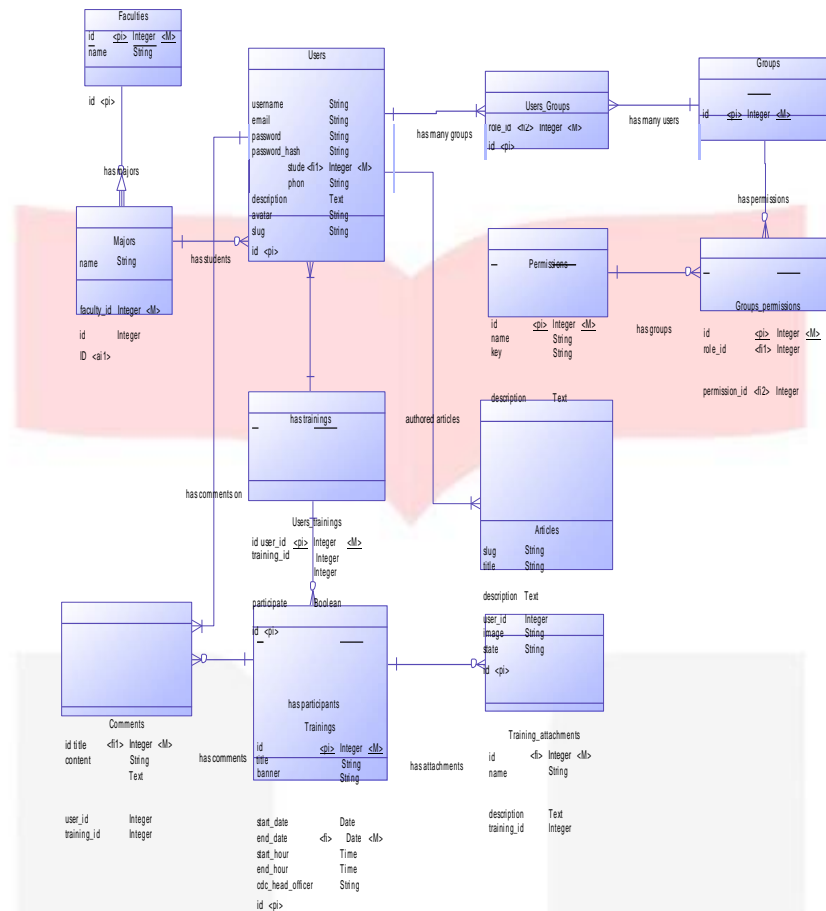 Faculties
id <pi> Integer <M>
name String
id <pi>
has majors
Majors
name String
faculty_id Integer <M>
id Integer
ID <ai1>
has students
Users
username String
email String
password String
password_hash String
stude <fi1> Integer <M>
phon String
description Text
avatar String
slug String
id <pi>
has many groups
Users_Groups
role_id <fi2> Integer <M>
id <pi>
has many users
Groups
id <pi> Integer <M>
has permissions
Permissions
id <pi> Integer <M>
name String
key String
description Text
has groups
Groups_permissions
id <pi> Integer <M>
role_id <fi1> Integer
permission_id <fi2> Integer
has trainings
authored articles
has comments on
Users_trainings
id user_id <pi> Integer <M>
training_id Integer
Integer
participate Boolean
id <pi>
Articles
slug String
title String
description Text
user_id Integer
image String
state String
id <pi>
has participants
Trainings
id <pi> Integer <M>
title String
banner String
start_date Date
end_date <fi> Date <M>
start_hour Time
end_hour Time
cdc_head_officer String
id <pi>
Comments
id title <fi1> Integer <M>
content String
Text
user_id Integer
training_id Integer
has comments
has attachments
Training_attachments
id <fi> Integer <M>
name String
description Text
training_id Integer